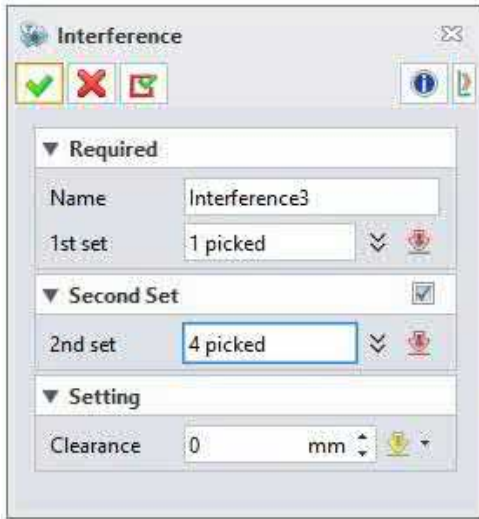 Interference
Required
Name Interference3
1st set 1 picked
Second Set
2nd set 4 picked
Setting
Clearance 0 mm